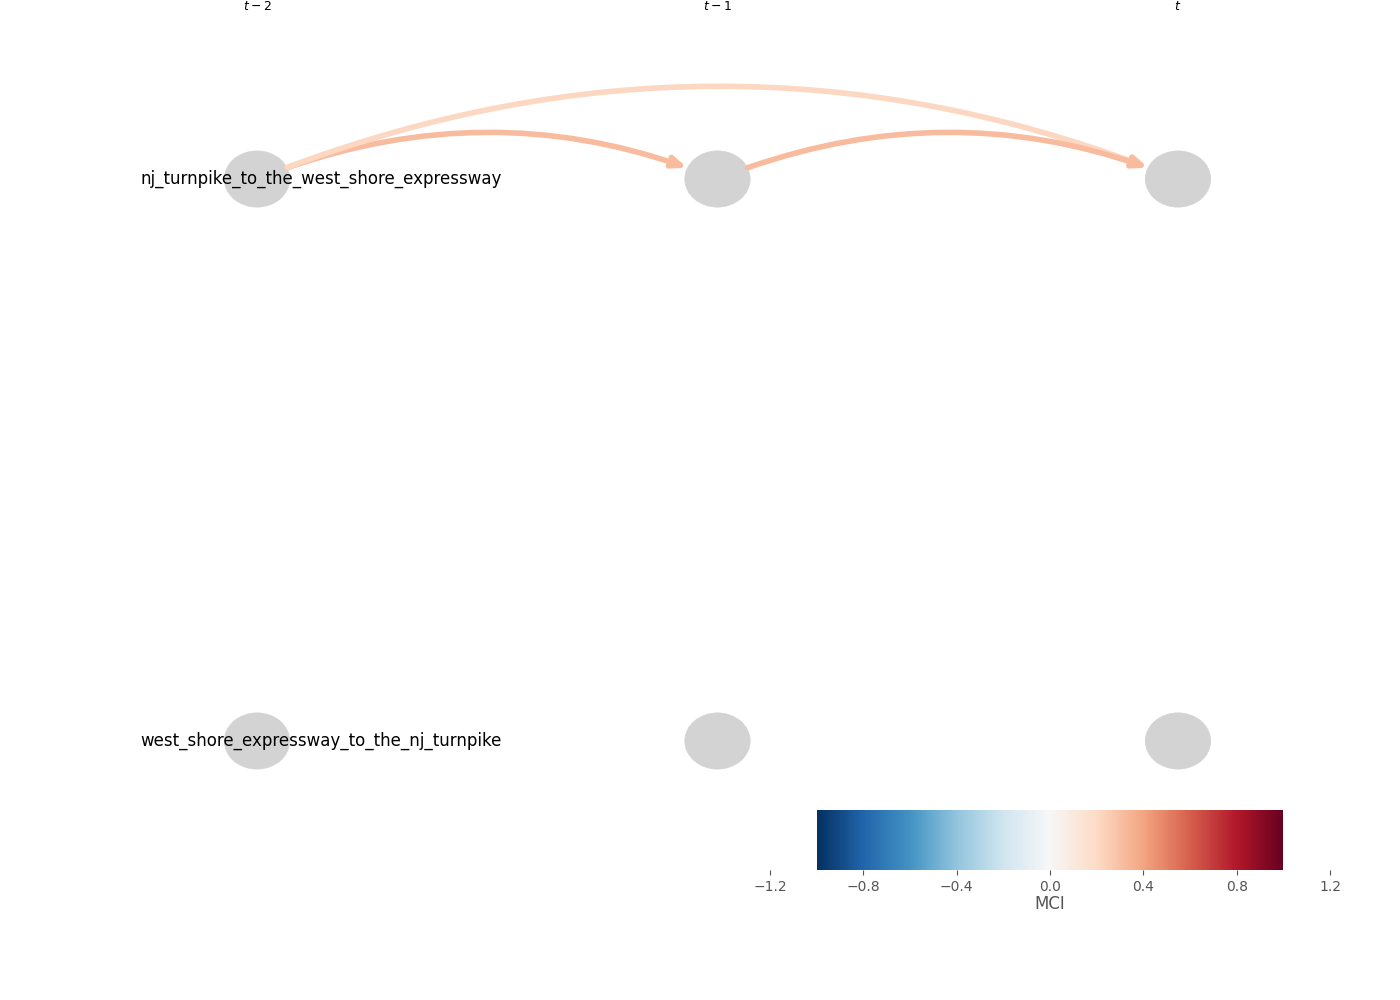 t − 2
t − 1
t
nj_turnpike_to_the_west_shore_expressway
west_shore_expressway_to_the_nj_turnpike
−1.2 −0.8 −0.4 0.0 0.4 0.8 1.2
MCI